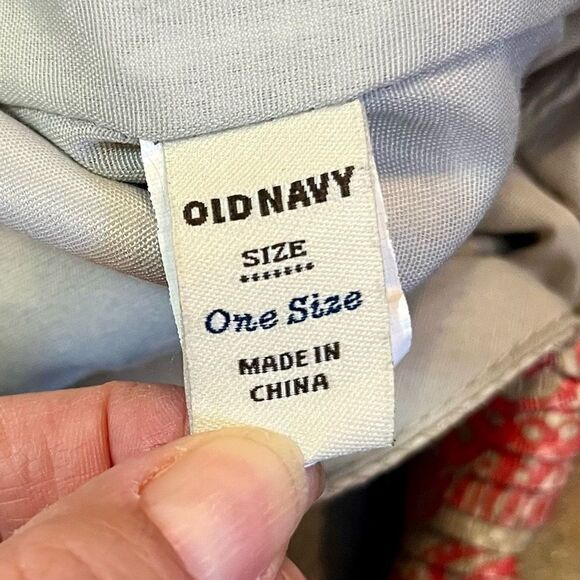 OLD NAVY
SIZE
One Size
MADE IN
CHINA